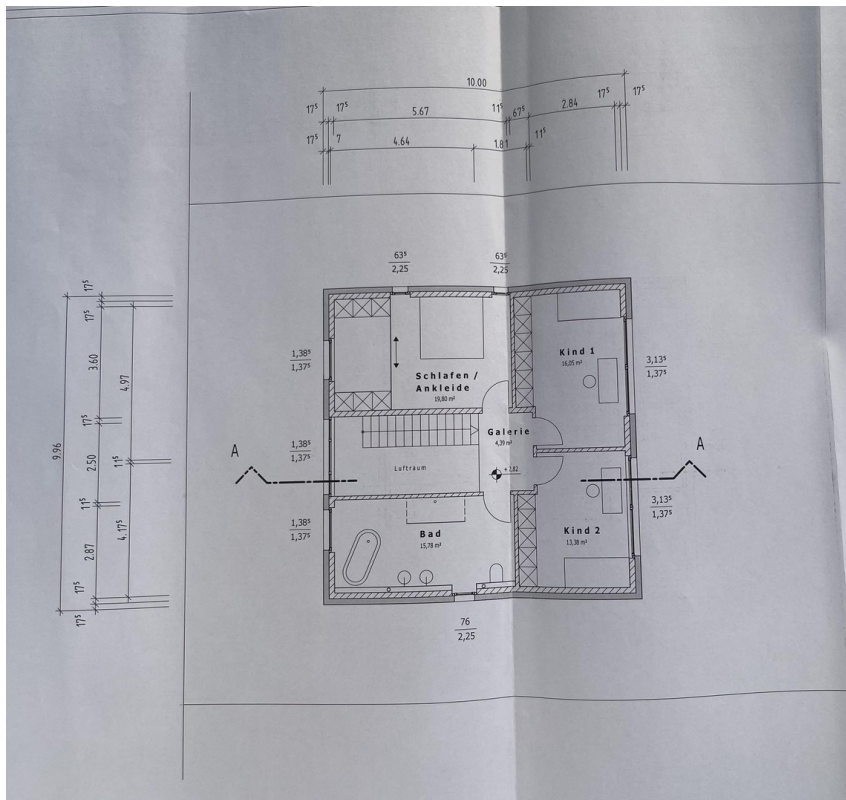 10.00
17⁵ 17⁵ 5.67 11⁵ 67⁵ 2.84 17⁵ 17⁵
17⁵ 7 4.64 1.81 11⁵
63⁵
2,25
63⁵
2,25
17⁵
17⁵
3.60
4.97
17⁵
9.96
2.50
11⁵
11⁵
4.17⁵
2.87
17⁵
17⁵
1,38⁵
1,37⁵
1,38⁵
1,37⁵
1,38⁵
1,37⁵
A
Schlafen /
Ankleide
19,80 m²
Kind 1
16,05 m²
3,13⁵
1,37⁵
Galerie
4,39 m²
Luftraum
+ 2,82
A
3,13⁵
1,37⁵
Bad
15,78 m²
Kind 2
13,38 m²
76
2,25